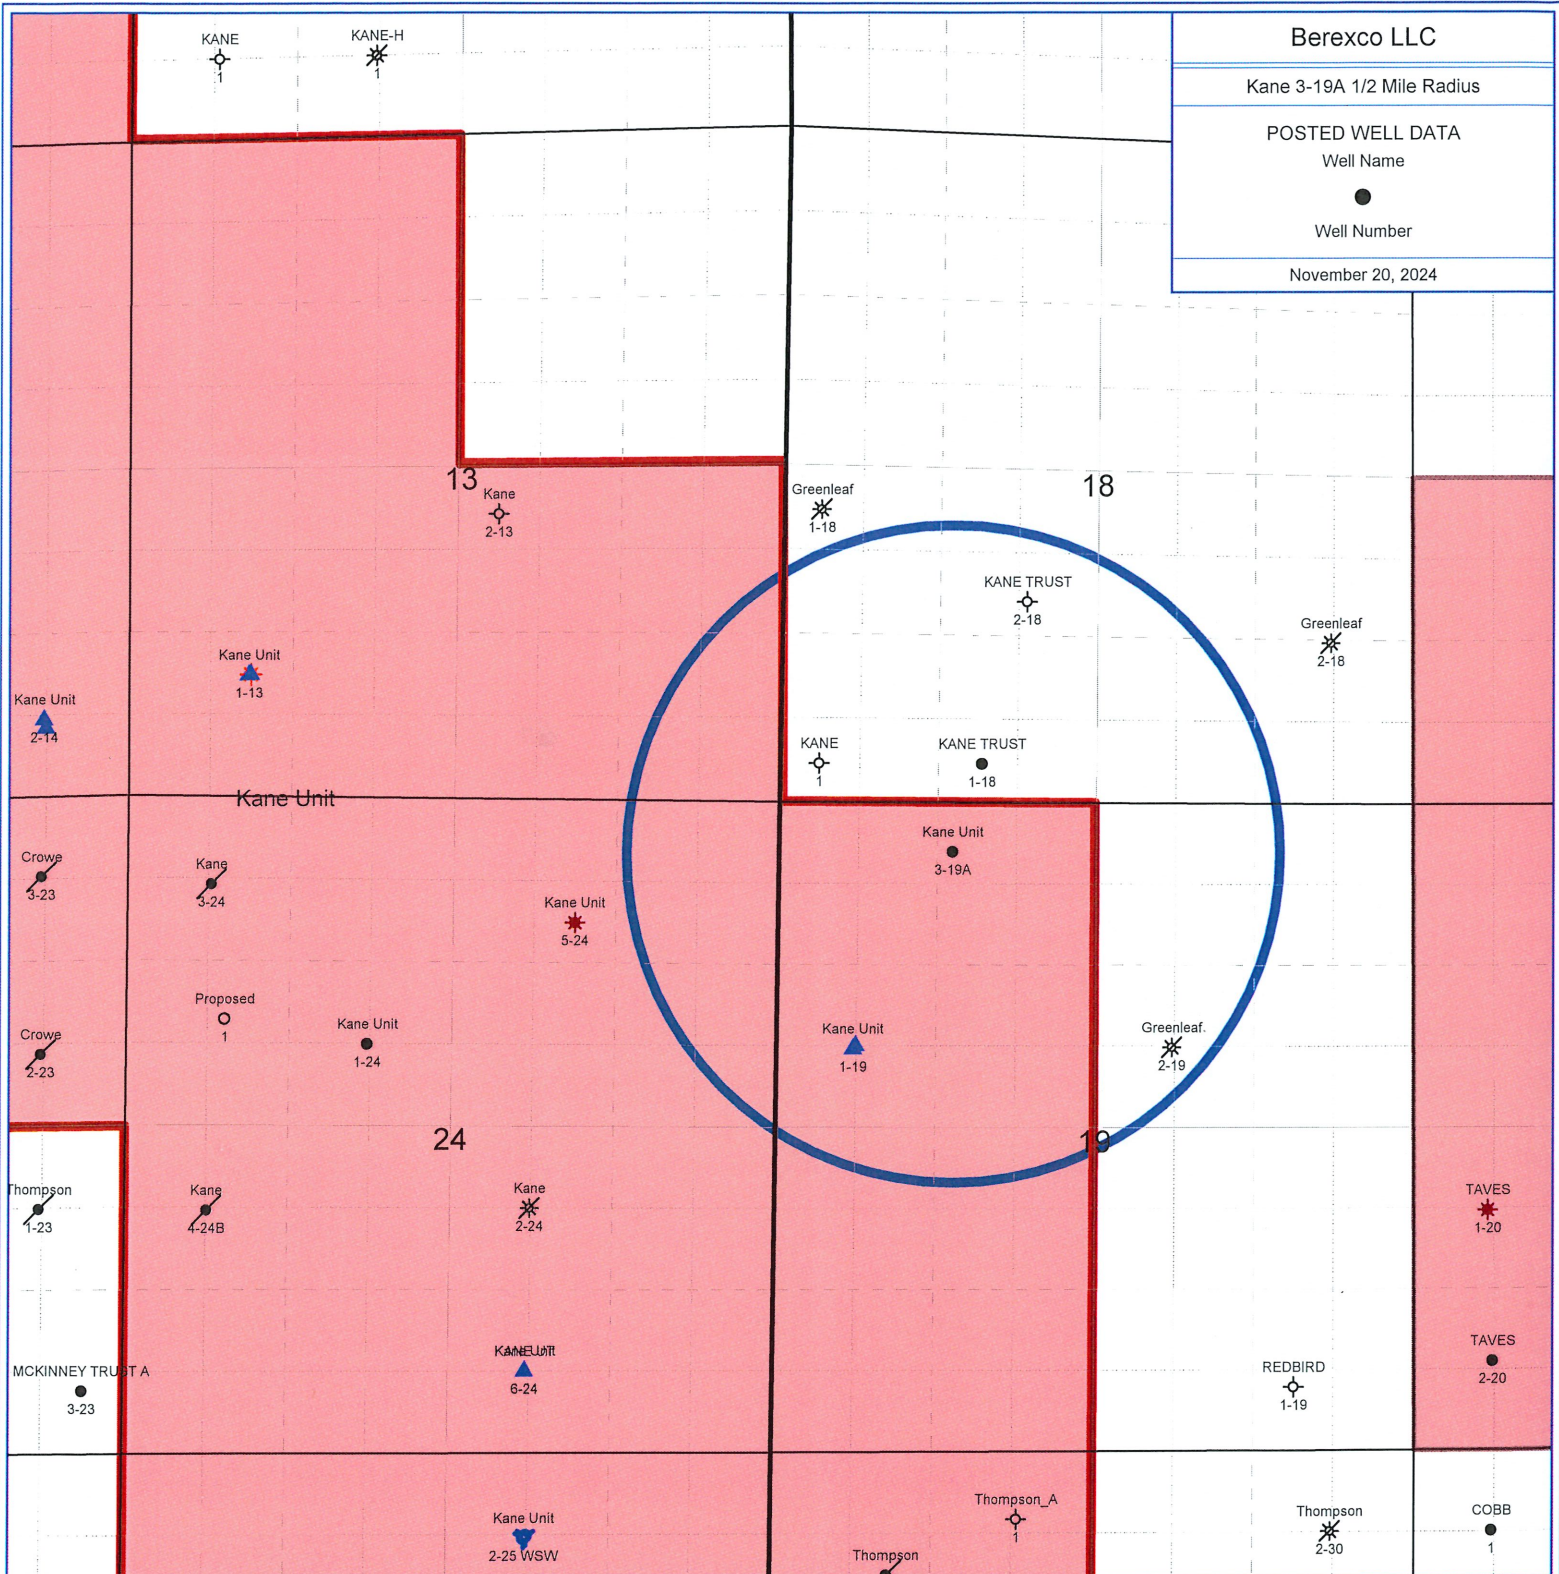 Berexco LLC
Kane 3-19A 1/2 Mile Radius
POSTED WELL DATA
Well Name
Well Number
November 20, 2024
KANE
1
KANE-H
1
13
Kane
2-13
Greenleaf
1-18
18
KANE TRUST
2-18
Greenleaf
2-18
Kane Unit
1-13
Kane Unit
2-14
KANE
1
KANE TRUST
1-18
Kane Unit
Crowe
3-23
Kane
3-24
Kane Unit
3-19A
Kane Unit
5-24
Proposed
1
Kane Unit
1-24
Crowe
2-23
Kane Unit
1-19
Greenleaf.
2-19
24
19
Thompson
1-23
Kane
4-24B
Kane
2-24
TAVES
1-20
6-24
MCKINNEY TRUST A
3-23
REDBIRD
1-19
TAVES
2-20
Kane Unit
2-25 WSW
Thompson_A
1
Thompson
2-30
COBB
1
Thompson